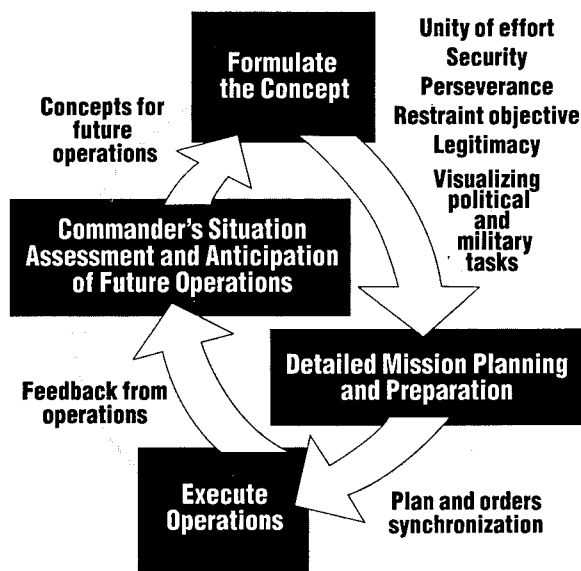 Formulate
the Concept
Unity of effort
Security
Perseverance
Restraint objective
Legitimacy
Visualizing
political
and
military
tasks
Concepts for
future
operations
Commander's Situation
Assessment and Anticipation
of Future Operations
Detailed Mission Planning
and Preparation
Feedback from
operations
Execute
Operations
Plan and orders
synchronization